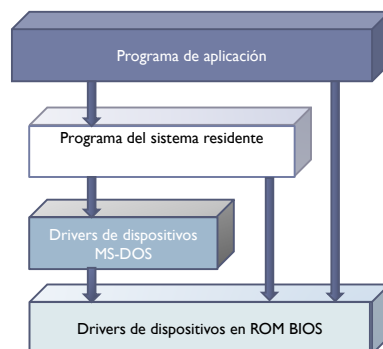 Programa de aplicación
Programa del sistema residente
Drivers de dispositivos
MS-DOS
Drivers de dispositivos en ROM BIOS